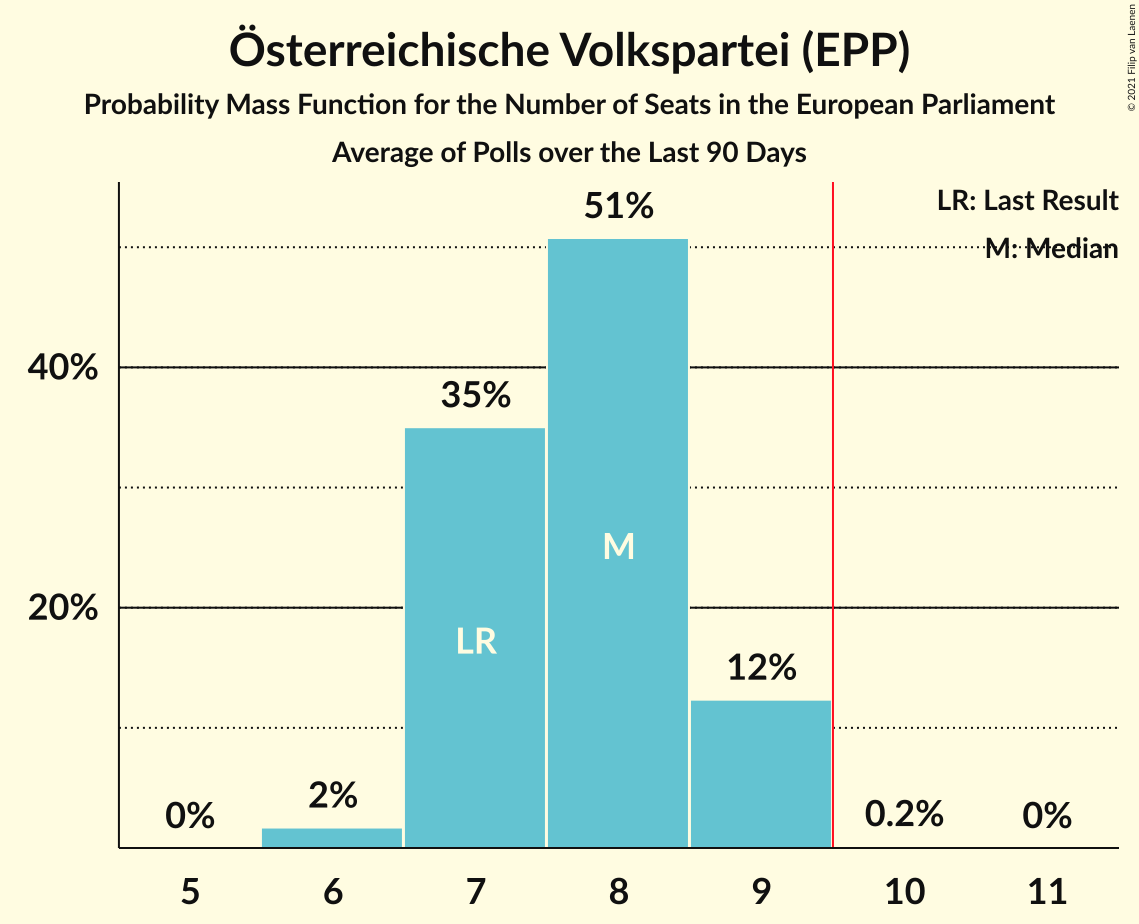 Österreichische Volkspartei (EPP)
Probability Mass Function for the Number of Seats in the European Parliament
Average of Polls over the Last 90 Days
© 2021 Filip van Laenen
LR: Last Result
M: Median
51%
40%
35%
M
20%
LR
12%
0%
2%
0.2%
0%
5
6
7
8
9
10
11